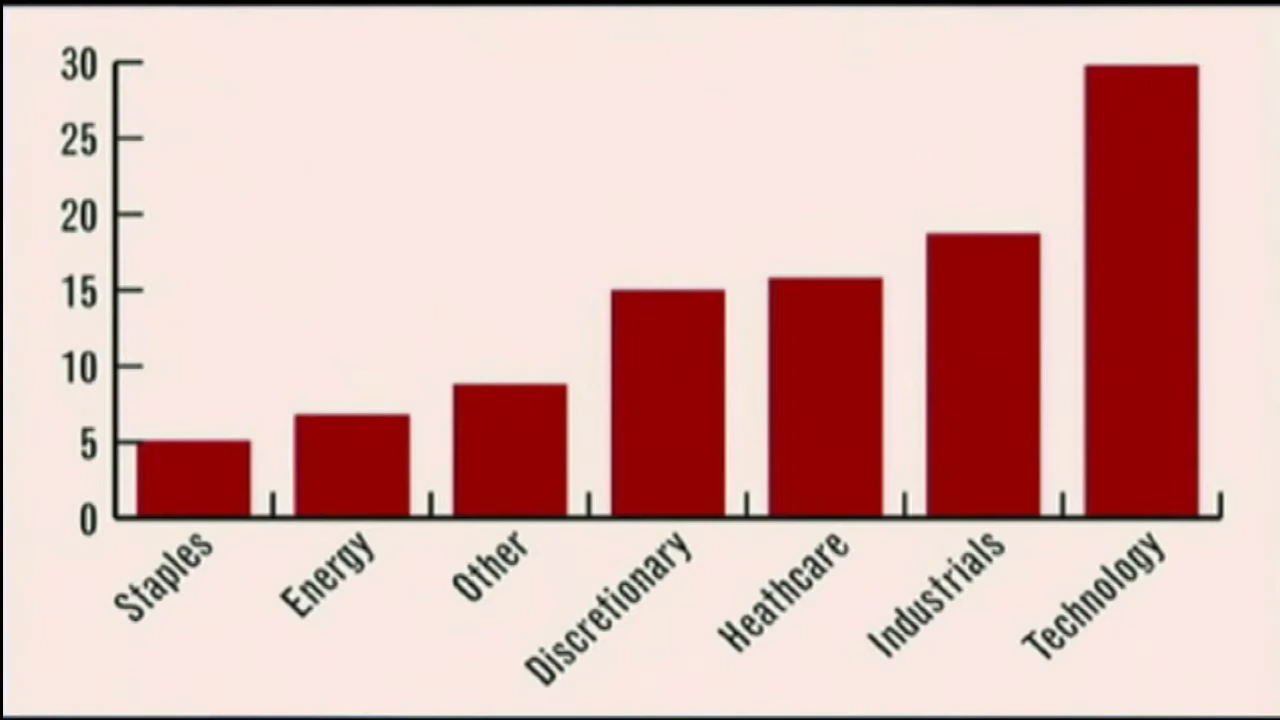 30
25
20
15
10
5
0
Staples
Energy
Other
Discretionary
Heathcare
Industrials
Technology